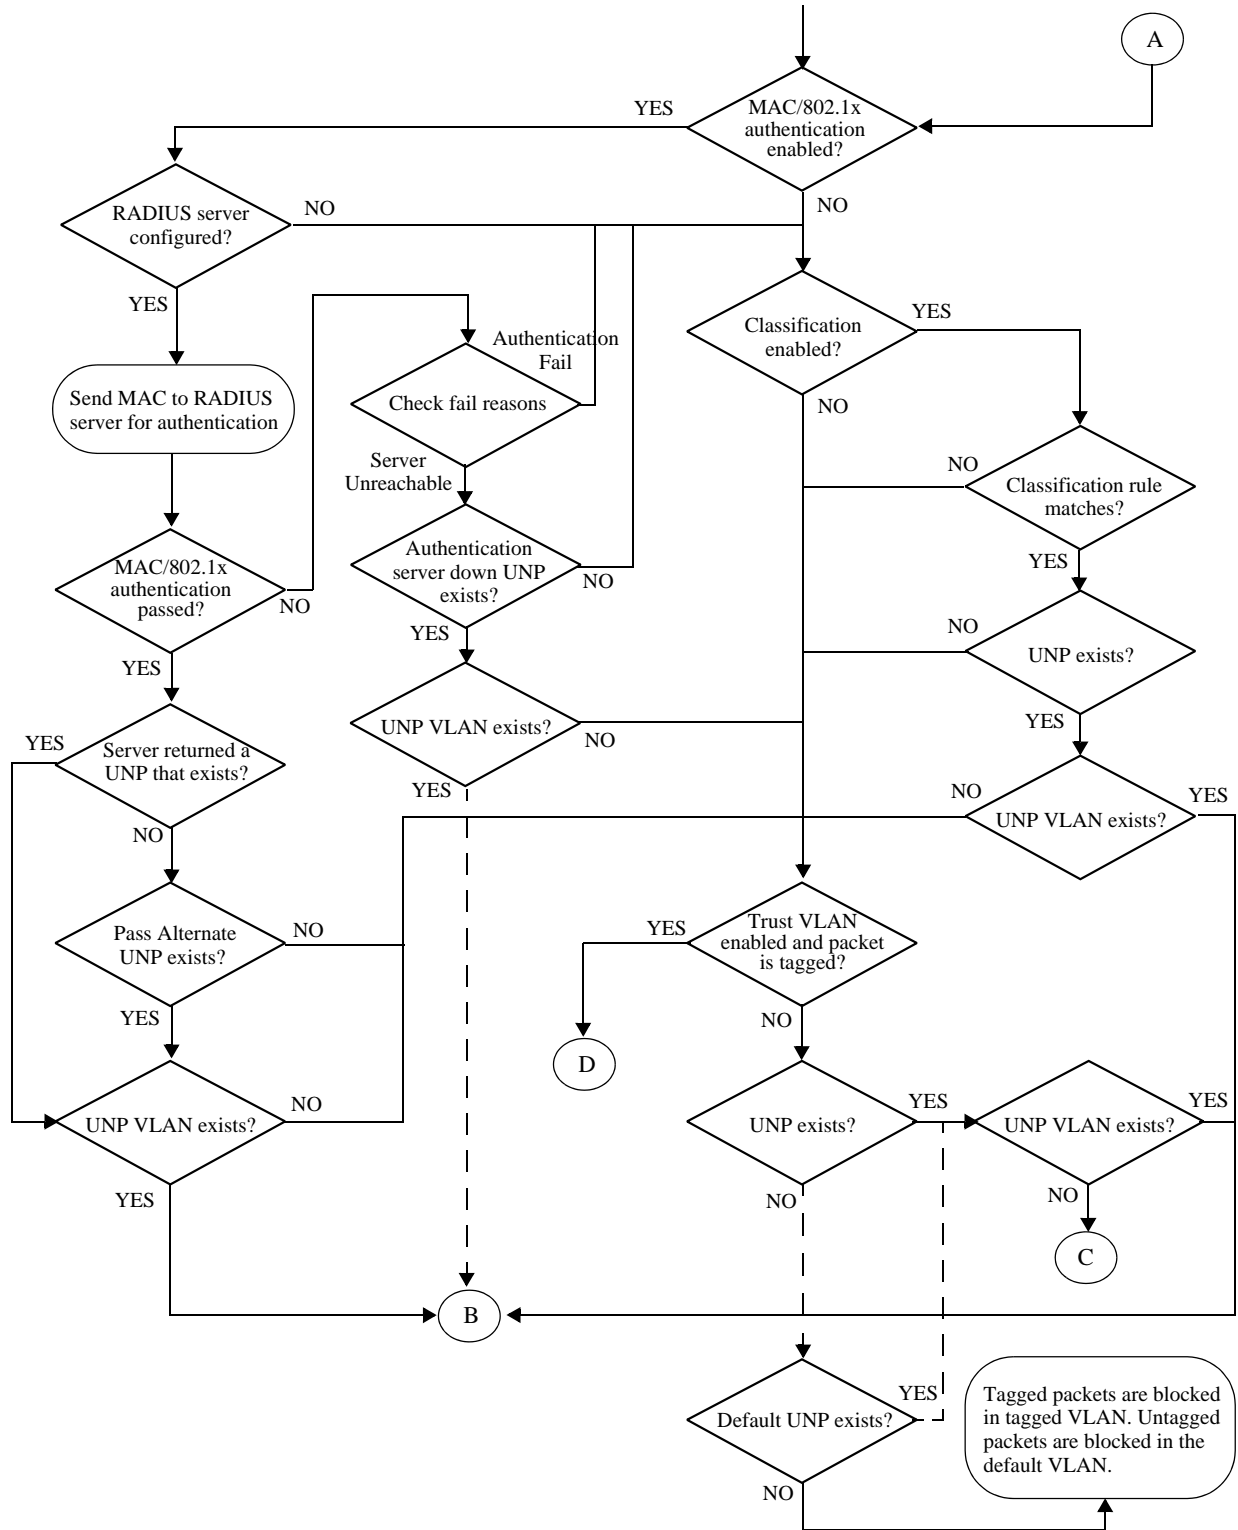 A
MAC/802.1x
authentication
enabled?
YES
NO
RADIUS server
configured?
NO
YES
Classification
enabled?
YES
NO
Authentication
Fail
Check fail reasons
Send MAC to RADIUS
server for authentication
Server
Unreachable
Classification rule
matches?
NO
YES
Authentication
server down UNP
exists?
NO
YES
MAC/802.1x
authentication
passed?
NO
YES
UNP exists?
NO
YES
UNP VLAN exists?
NO
YES
Server returned a
UNP that exists?
YES
NO
UNP VLAN exists?
NO
YES
Pass Alternate
UNP exists?
NO
YES
Trust VLAN
enabled and packet
is tagged?
YES
NO
D
UNP VLAN exists?
NO
YES
UNP exists?
YES
NO
UNP VLAN exists?
YES
NO
C
B
Default UNP exists?
YES
NO
Tagged packets are blocked
in tagged VLAN. Untagged
packets are blocked in the
default VLAN.